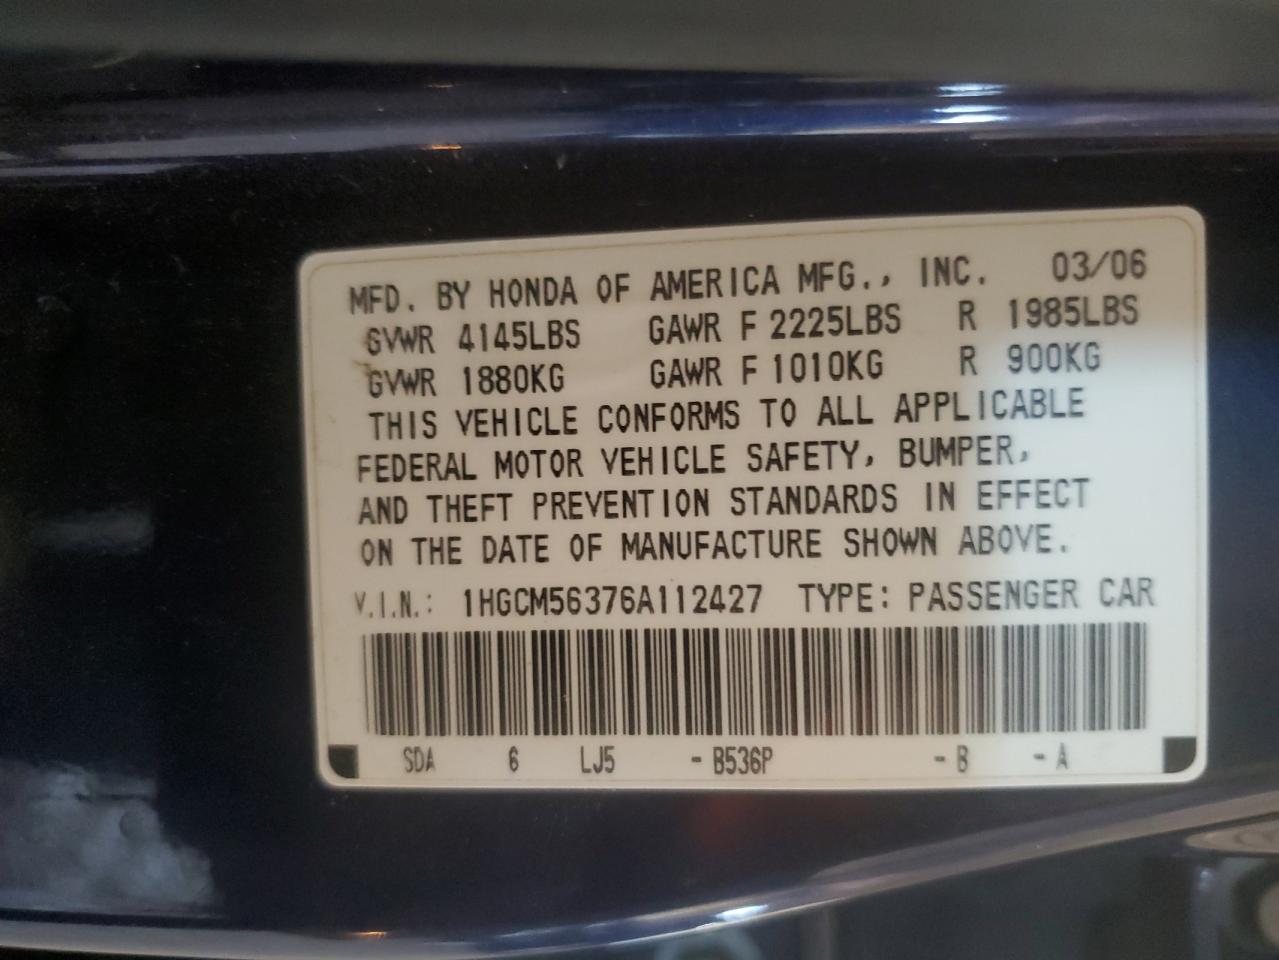 MFD. BY HONDA OF AMERICA MFG., INC. 03/06
GVWR 4145LBS GAWR F 2225LBS R 1985LBS
GVWR 1880KG GAWR F 1010KG R 900KG
THIS VEHICLE CONFORMS TO ALL APPLICABLE
FEDERAL MOTOR VEHICLE SAFETY, BUMPER,
AND THEFT PREVENTION STANDARDS IN EFFECT
ON THE DATE OF MANUFACTURE SHOWN ABOVE.
V.I.N.: 1HGCM56376A112427 TYPE: PASSENGER CAR
SDA 6 LJ5 - B536P - B - A